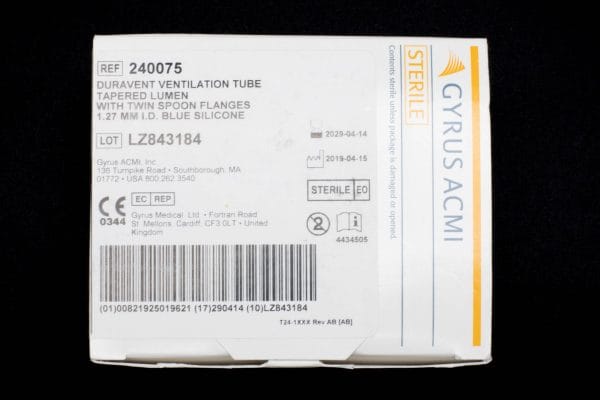 REF 240075
DURAVENT VENTILATION TUBE
TAPERED LUMEN
WITH TWIN SPOON FLANGES
1.27 MM I.D. BLUE SILICONE
LOT LZ843184
Gyrus ACMI, Inc
136 Turnpike Road • Southborough, MA
01772 • USA 800.262.3540
EC REP
0344
Gyrus Medical Ltd. • Fortran Road
St. Mellons. Cardiff. CF3 0LT • United
Kingdom
2029-04-14
2019-04-15
STERILE EO
2
i
4434505
(01)00821925019621 (17)290414 (10)LZ843184
T24-1XXX Rev AB [AB]
STERILE
Contents sterile unless package is damaged or opened.
GYRUS ACMI